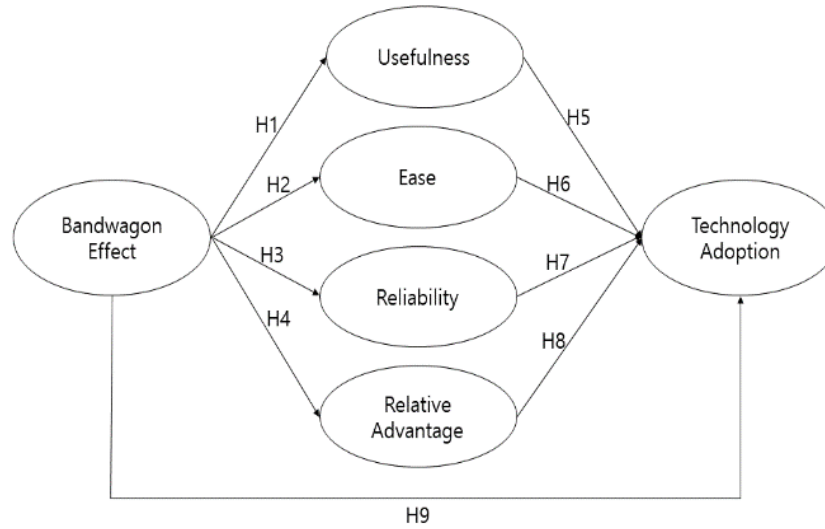 Usefulness
H1
H5
H2
Ease
H6
Bandwagon
Effect
Technology
Adoption
H3
H7
Reliability
H4
H8
Relative
Advantage
H9